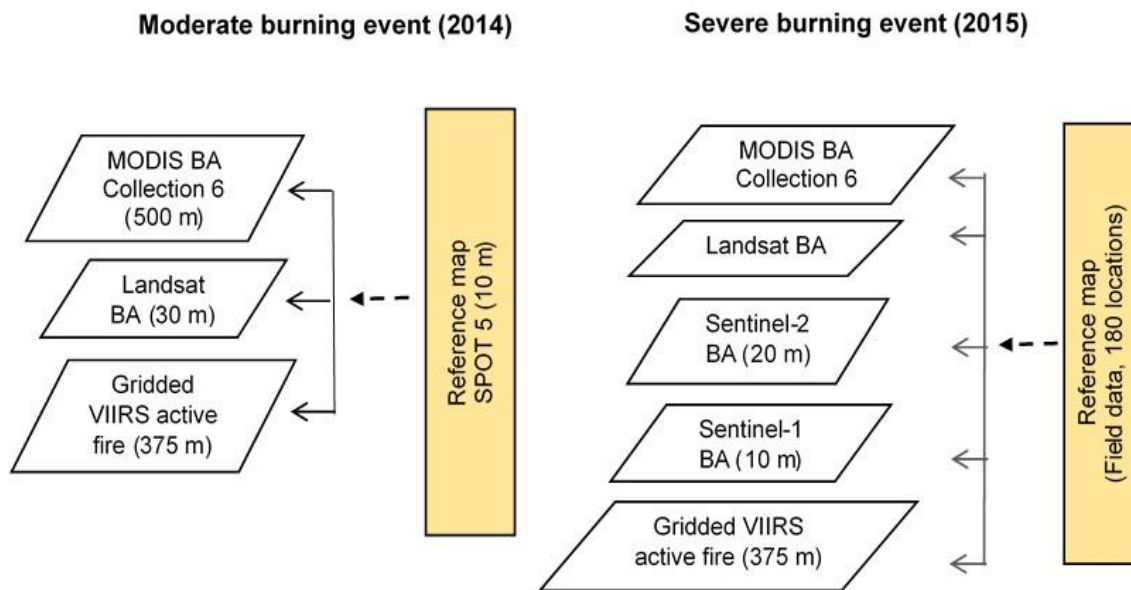 Moderate burning event (2014)
MODIS BA
Collection 6
(500 m)
Landsat
BA (30 m)
Gridded
VIIRS active
fire (375 m)
Reference map
SPOT 5 (10 m)
Severe burning event (2015)
MODIS BA
Collection 6
Landsat BA
Sentinel-2
BA (20 m)
Sentinel-1
BA (10 m)
Gridded VIIRS
active fire (375 m)
Reference map
(Field data, 180 locations)